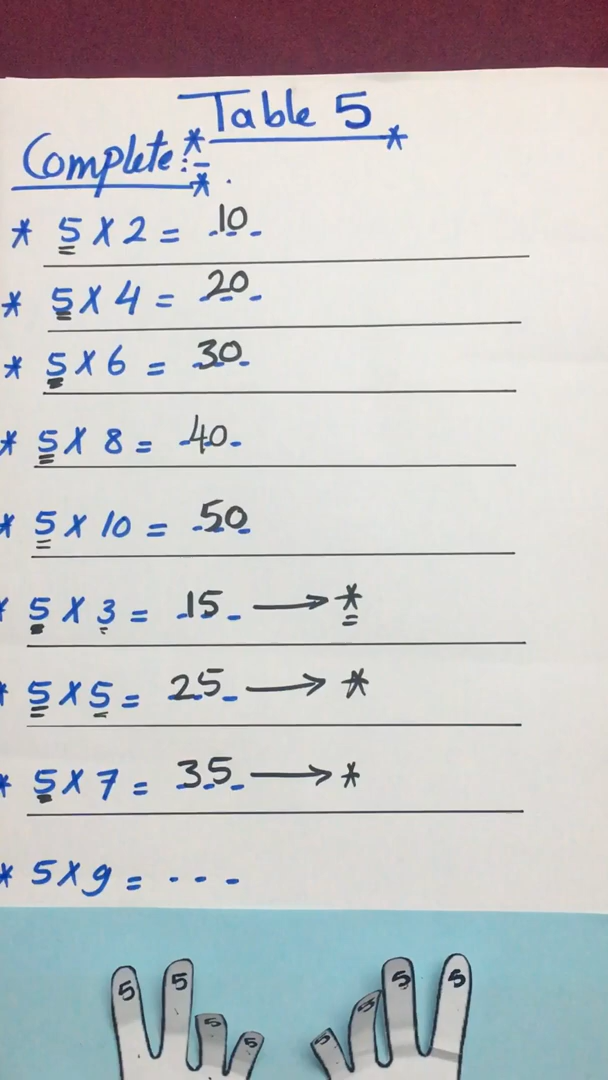 Table 5
Complete:-
* 5 X 2 = 10
* 5 X 4 = 20
* 5 X 6 = 30
* 5 X 8 = 40
* 5 X 10 = 50
* 5 X 3 = 15 → *
* 5 X 5 = 25 → *
* 5 X 7 = 35 → *
* 5 X 9 = - - -
5 5 5 5 5 5 5 5